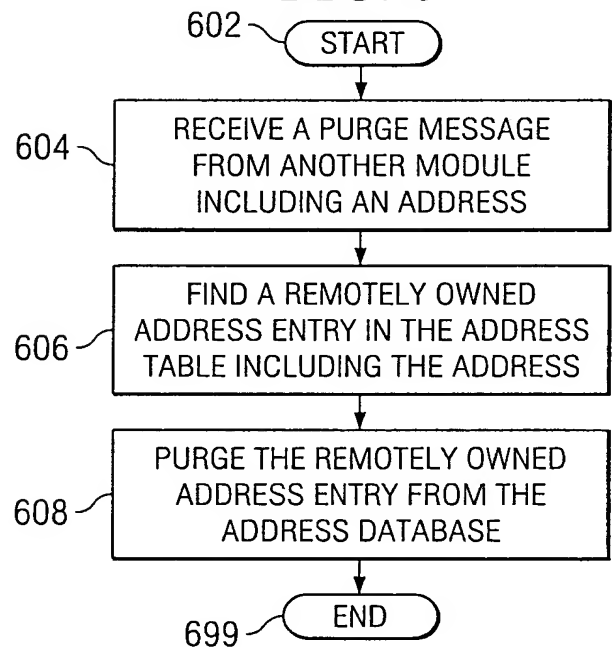 602
START
604
RECEIVE A PURGE MESSAGE
FROM ANOTHER MODULE
INCLUDING AN ADDRESS
606
FIND A REMOTELY OWNED
ADDRESS ENTRY IN THE ADDRESS
TABLE INCLUDING THE ADDRESS
608
PURGE THE REMOTELY OWNED
ADDRESS ENTRY FROM THE
ADDRESS DATABASE
699
END